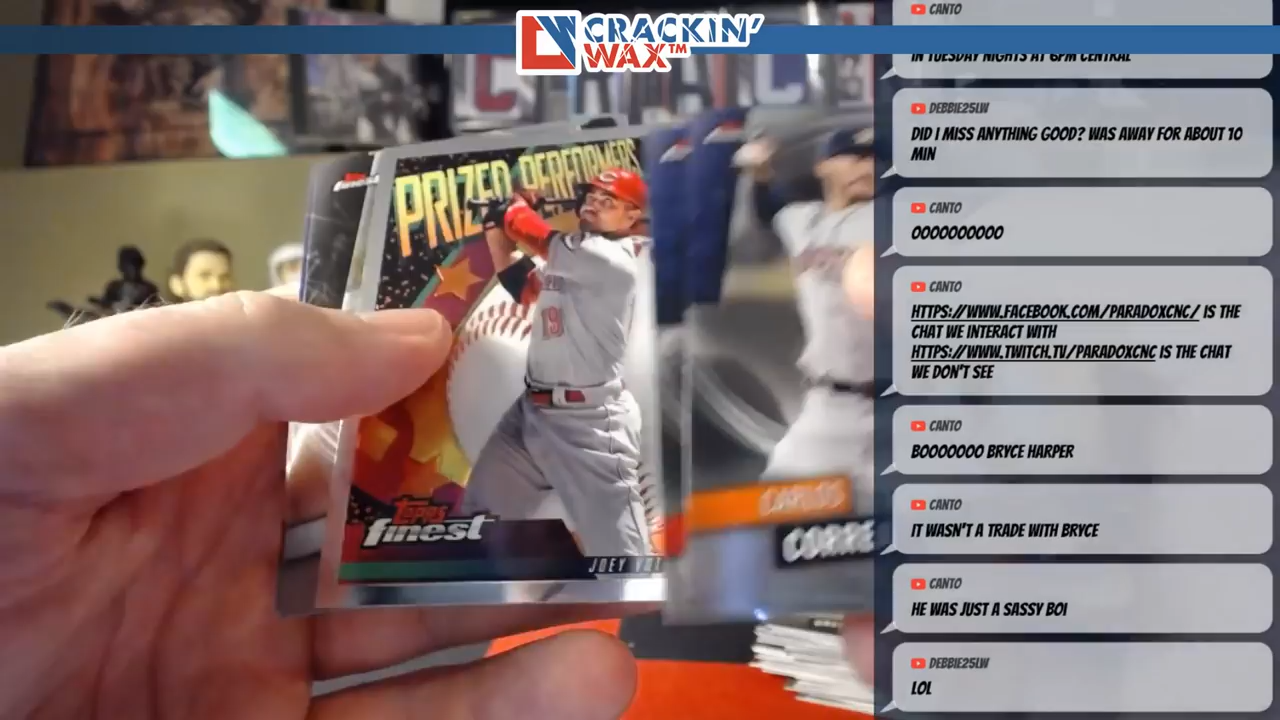 CRACKIN'
WAX™
PRIZED PERFORMERS
19
TOPPS
finest
JOEY VOT
CARLOS
CORRE
CANTO
IN TUESDAY NIGHTS AT 6PM CENTRAL
DEBBIE25LW
DID I MISS ANYTHING GOOD? WAS AWAY FOR ABOUT 10
MIN
CANTO
OOOOOOOOOO
CANTO
HTTPS://WWW.FACEBOOK.COM/PARADOXCNC/ IS THE
CHAT WE INTERACT WITH
HTTPS://WWW.TWITCH.TV/PARADOXCNC IS THE CHAT
WE DON'T SEE
CANTO
BOOOOOOO BRYCE HARPER
CANTO
IT WASN'T A TRADE WITH BRYCE
CANTO
HE WAS JUST A SASSY BOI
DEBBIE25LW
LOL